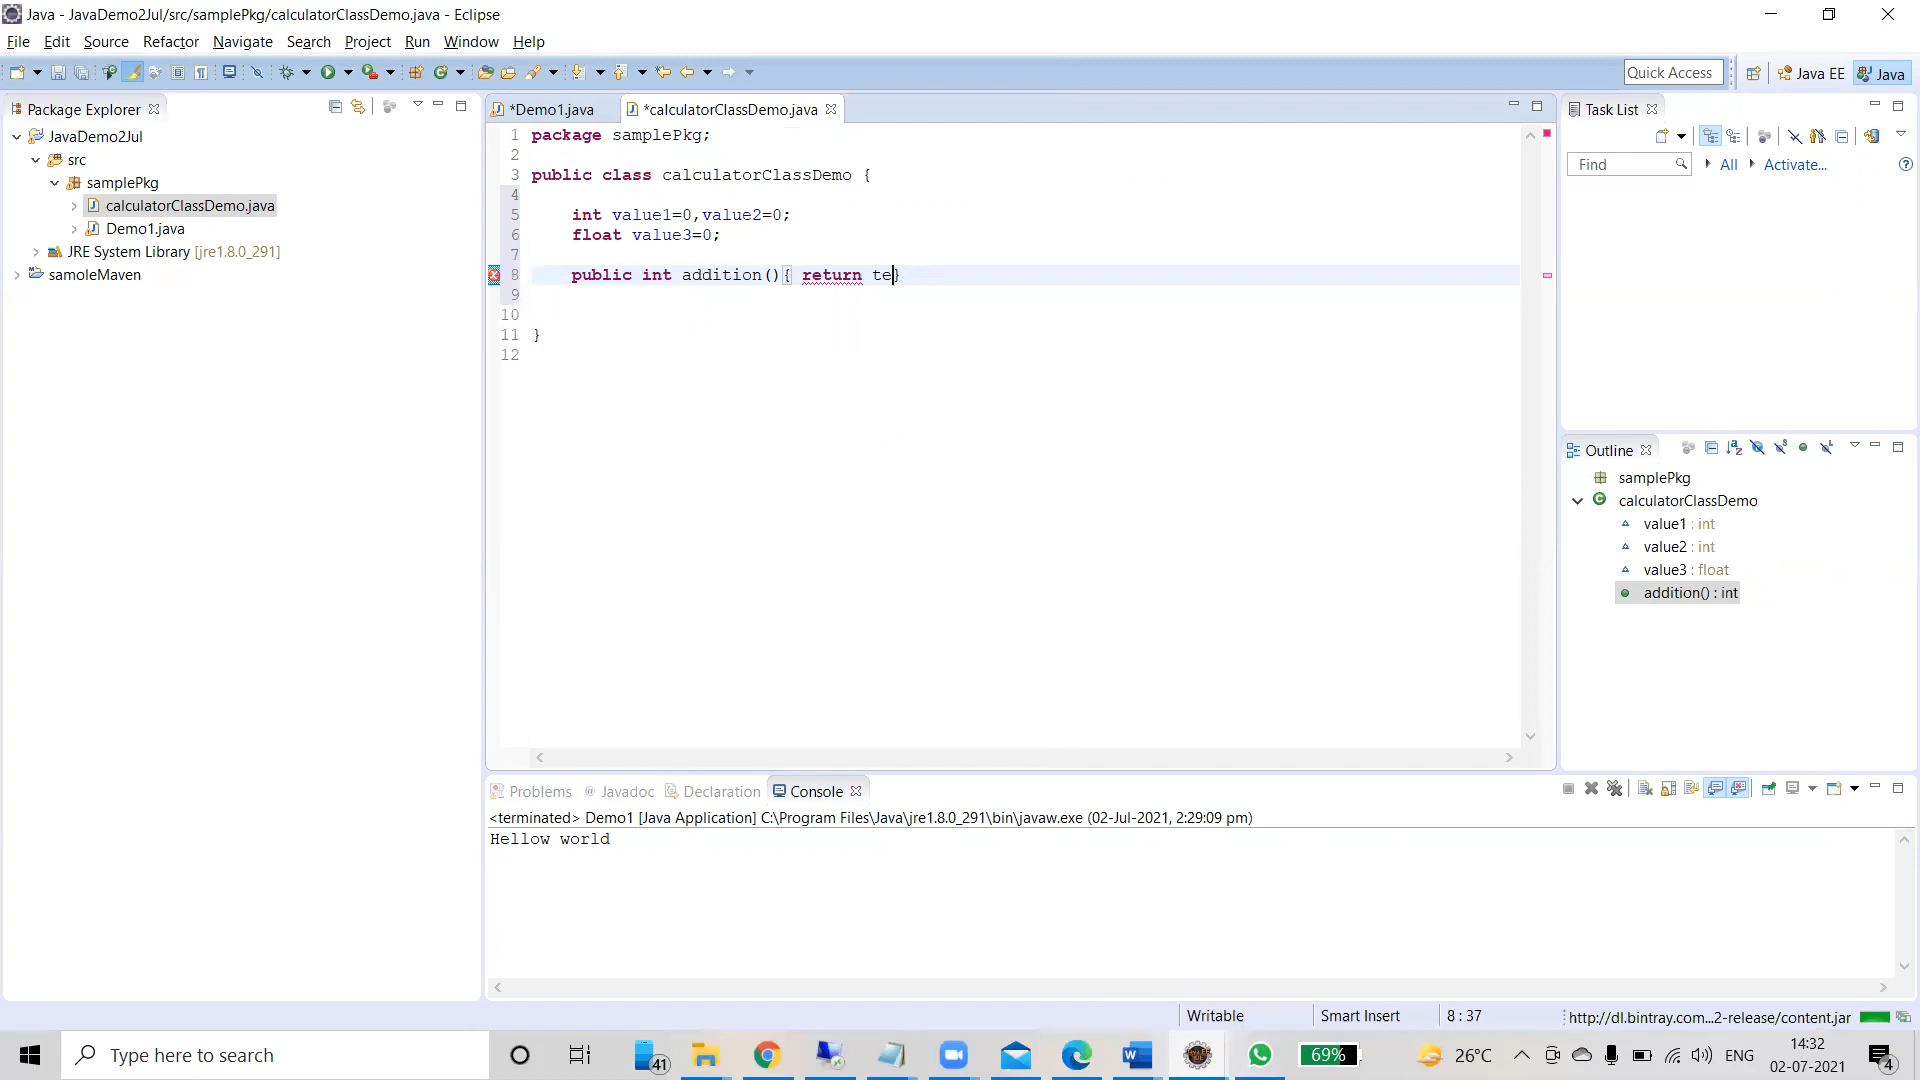 Java - JavaDemo2Jul/src/samplePkg/calculatorClassDemo.java - Eclipse
File Edit Source Refactor Navigate Search Project Run Window Help
Quick Access Java EE Java
Package Explorer
JavaDemo2Jul
src
samplePkg
calculatorClassDemo.java
Demo1.java
JRE System Library [jre1.8.0_291]
samoleMaven
*Demo1.java *calculatorClassDemo.java
1 package samplePkg;
2
3 public class calculatorClassDemo {
4
5 int value1=0,value2=0;
6 float value3=0;
7
8 public int addition(){ return te}
9
10
11 }
12
Task List
Find All Activate...
Outline
samplePkg
calculatorClassDemo
value1 : int
value2 : int
value3 : float
addition() : int
Problems @ Javadoc Declaration Console
<terminated> Demo1 [Java Application] C:\Program Files\Java\jre1.8.0_291\bin\javaw.exe (02-Jul-2021, 2:29:09 pm)
Hellow world
Writable Smart Insert 8 : 37 http://dl.bintray.com...2-release/content.jar
Type here to search 41 69% 26°C ENG 14:32
02-07-2021 4